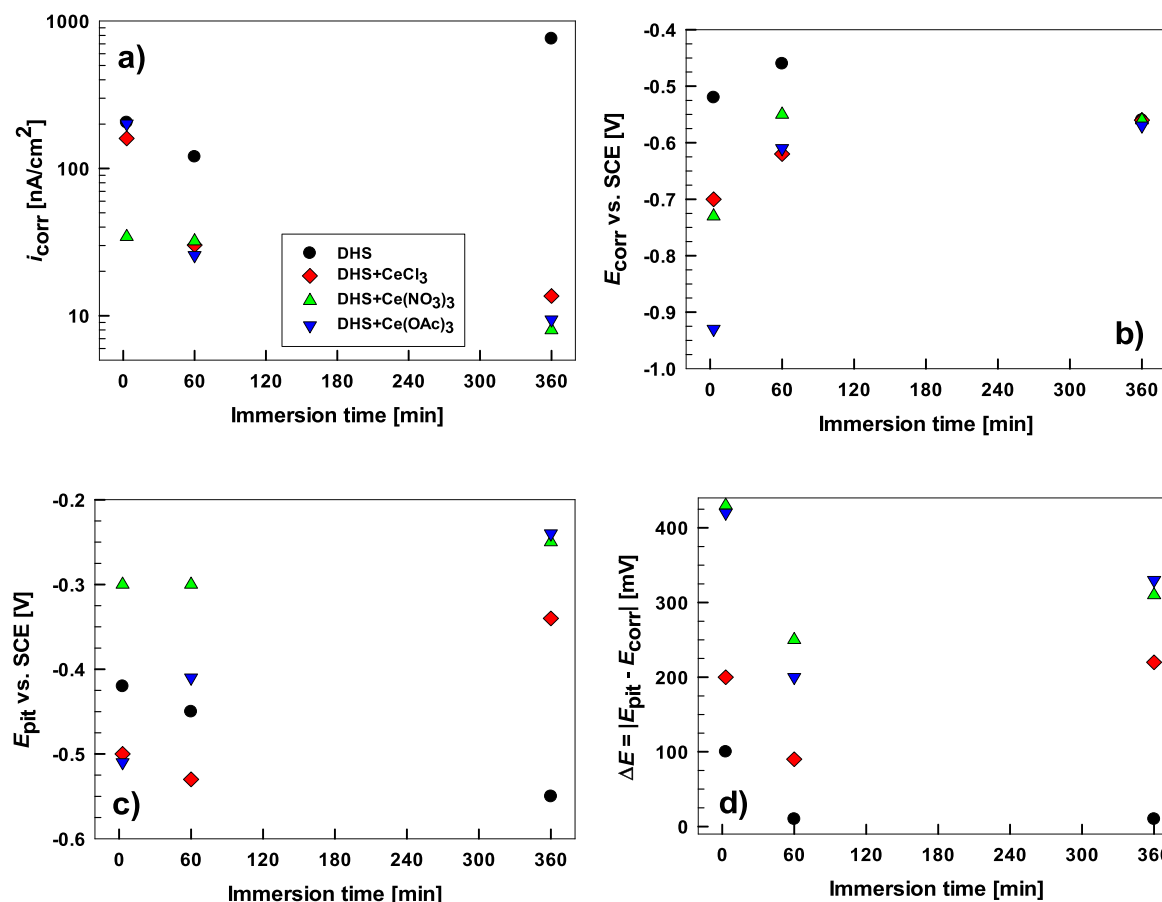 a)
1000
100
10
i_corr [nA/cm²]
DHS
DHS+CeCl₃
DHS+Ce(NO₃)₃
DHS+Ce(OAc)₃
0 60 120 180 240 300 360
Immersion time [min]
b)
-0.4
-0.5
-0.6
-0.7
-0.8
-0.9
-1.0
E_corr vs. SCE [V]
0 60 120 180 240 300 360
Immersion time [min]
c)
-0.2
-0.3
-0.4
-0.5
-0.6
E_pit vs. SCE [V]
0 60 120 180 240 300 360
Immersion time [min]
d)
400
300
200
100
0
ΔE = |E_pit - E_corr| [mV]
0 60 120 180 240 300 360
Immersion time [min]